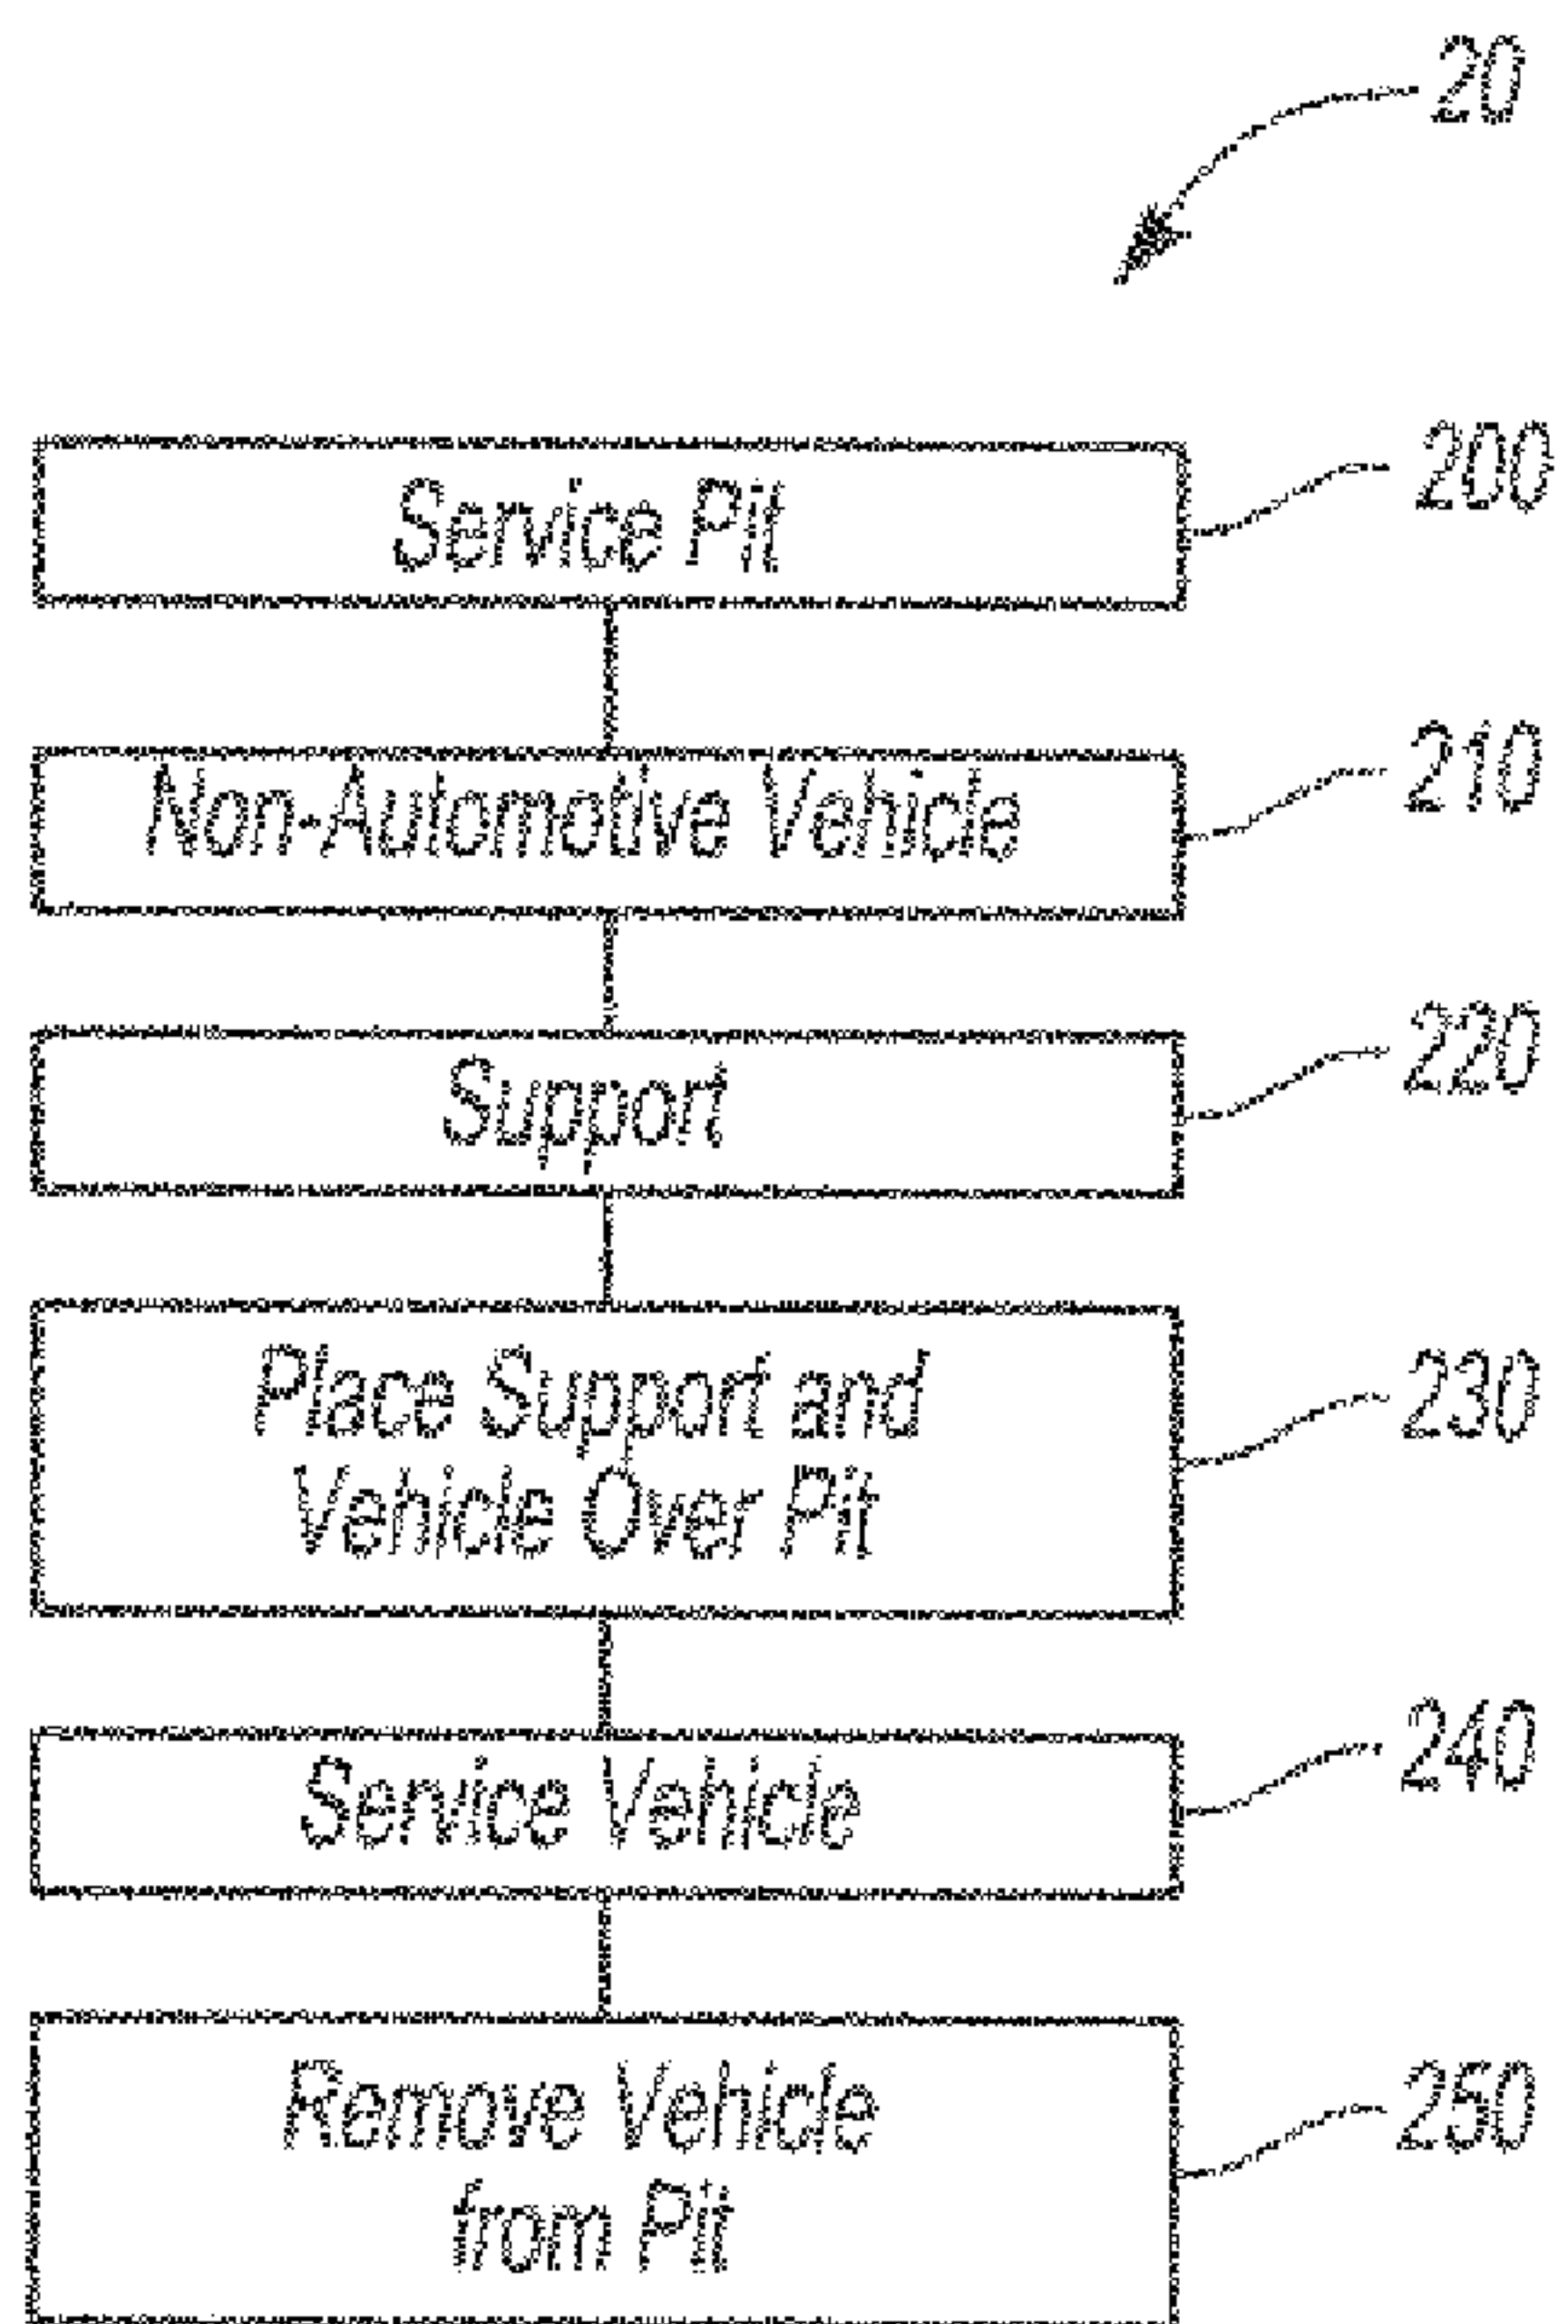 20
Service Pit
200
Non-Automotive Vehicle
210
Support
220
Place Support and
Vehicle Over Pit
230
Service Vehicle
240
Remove Vehicle
from Pit
250